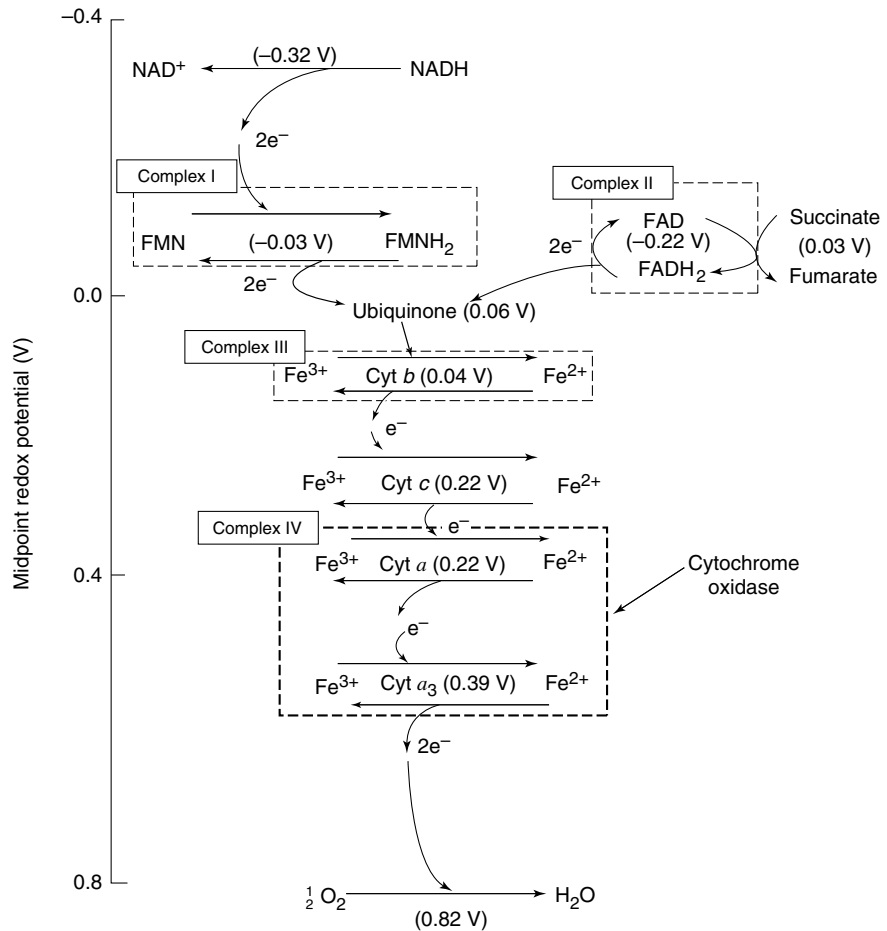 −0.4
(−0.32 V)
NAD⁺ NADH
2e⁻
Complex I
Complex II
FMN (−0.03 V) FMNH₂
2e⁻
2e⁻
FAD
(−0.22 V)
FADH₂
Succinate
(0.03 V)
Fumarate
0.0
Ubiquinone (0.06 V)
Complex III
Fe³⁺ Cyt b (0.04 V) Fe²⁺
e⁻
Midpoint redox potential (V)
Fe³⁺ Cyt c (0.22 V) Fe²⁺
Complex IV
e⁻
Fe³⁺ Cyt a (0.22 V) Fe²⁺
0.4
Cytochrome
oxidase
e⁻
Fe³⁺ Cyt a₃ (0.39 V) Fe²⁺
2e⁻
0.8
½ O₂ H₂O
(0.82 V)